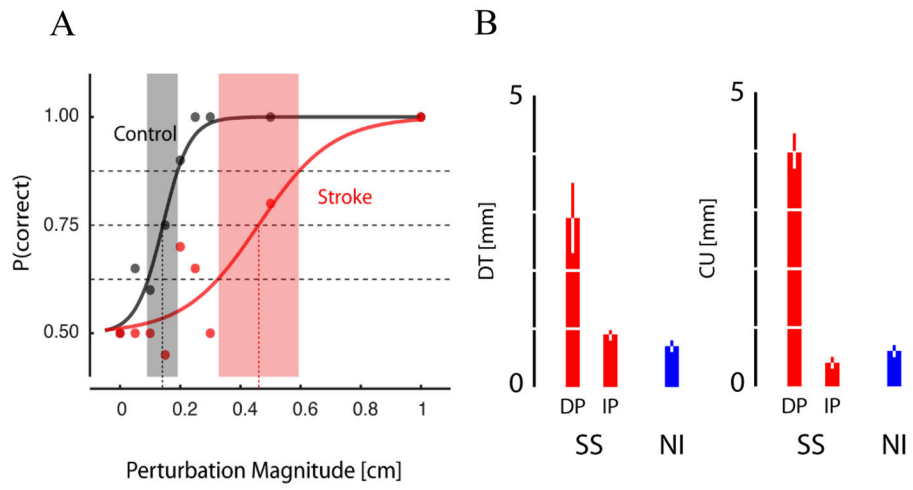 A
1.00
0.75
0.50
P(correct)
Control
Stroke
0 0.2 0.4 0.6 0.8 1
Perturbation Magnitude [cm]
B
5
DT [mm]
0
DP IP
SS NI
5
CU [mm]
0
DP IP
SS NI